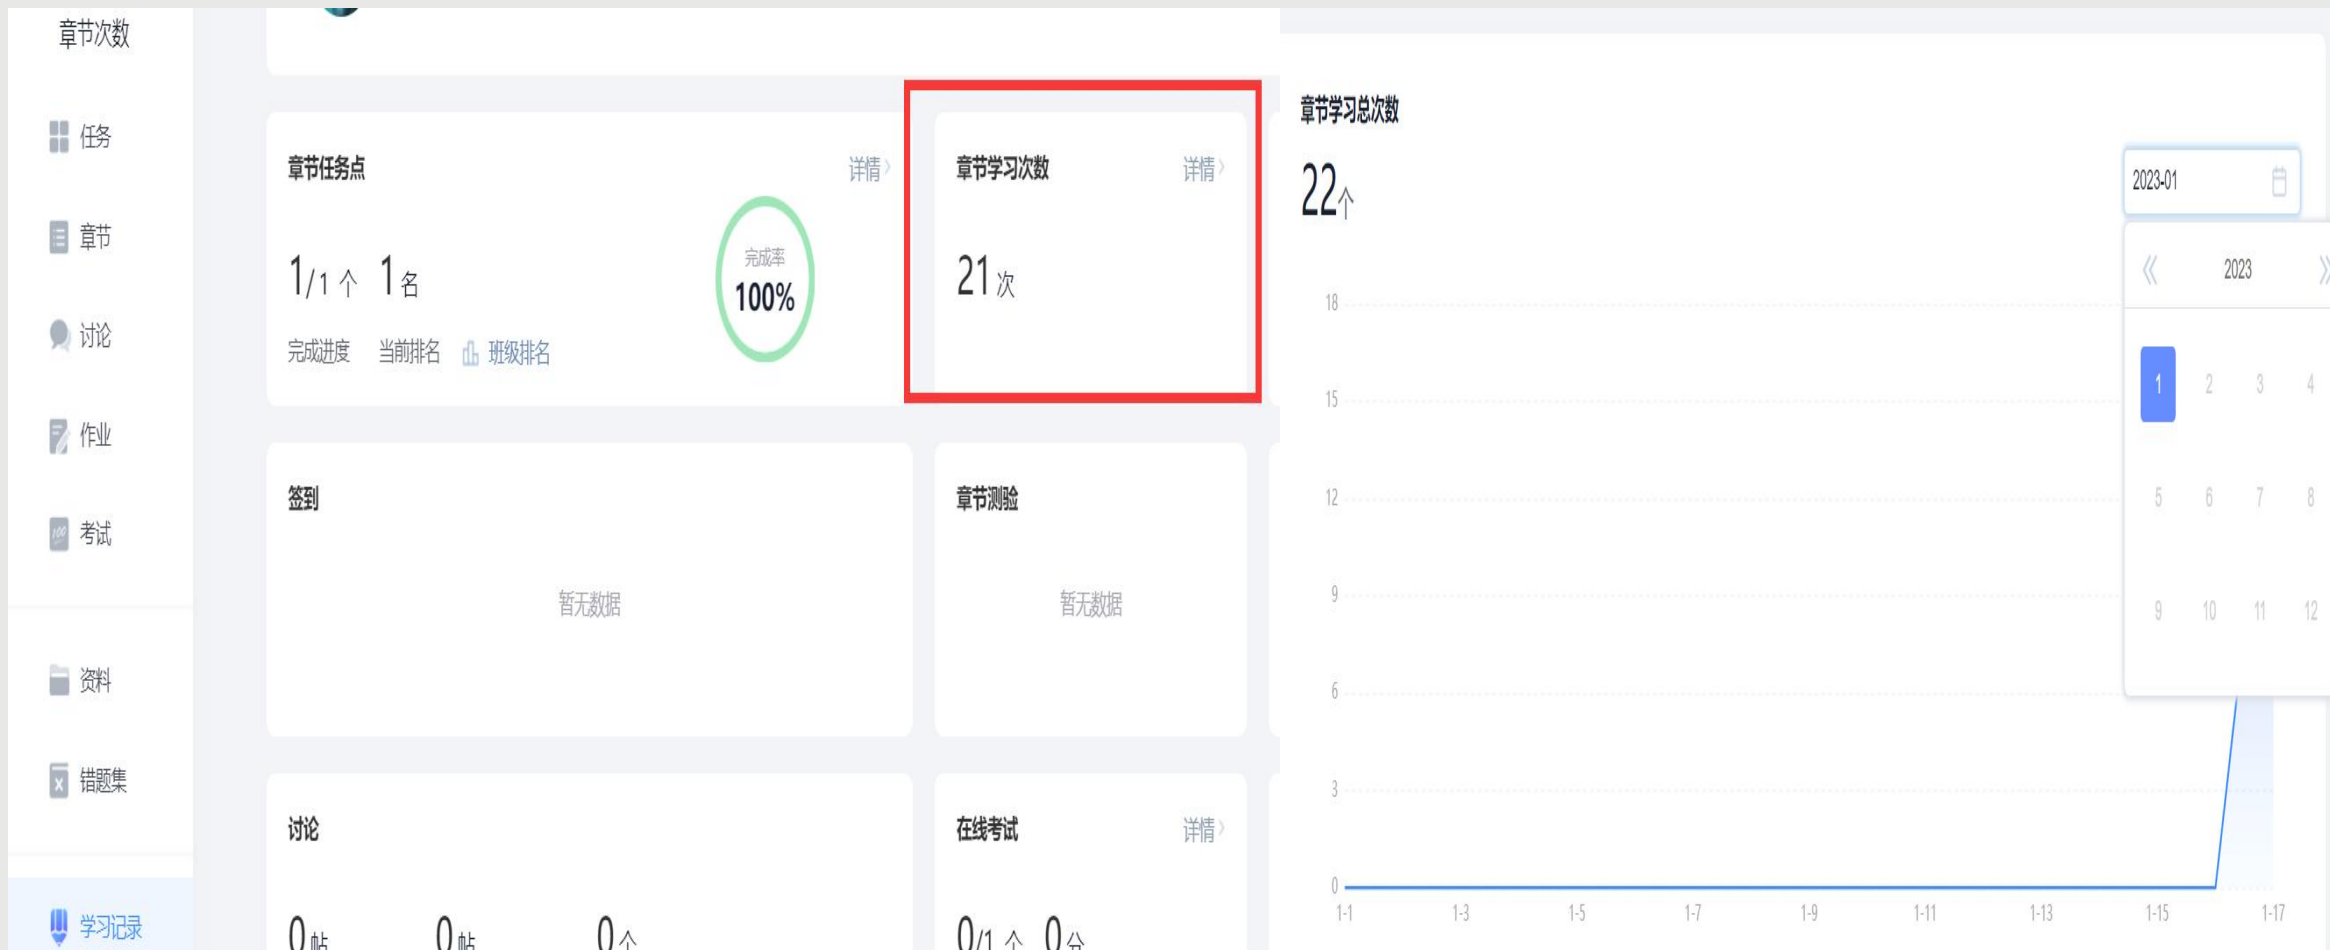 章节次数
任务
章节
讨论
作业
考试
资料
错题集
学习记录
章节任务点
详情
1/1 个 1 名
完成率
100%
完成进度 当前排名 班级排名
章节学习次数
详情
21 次
签到
暂无数据
章节测验
暂无数据
讨论
0 帖 0 帖 0 个
在线考试
详情
0/1 个 0 分
章节学习总次数
22个
2023-01
2023
1 2 3 4
5 6 7 8
9 10 11 12
18
15
12
9
6
3
0
1-1 1-3 1-5 1-7 1-9 1-11 1-13 1-15 1-17